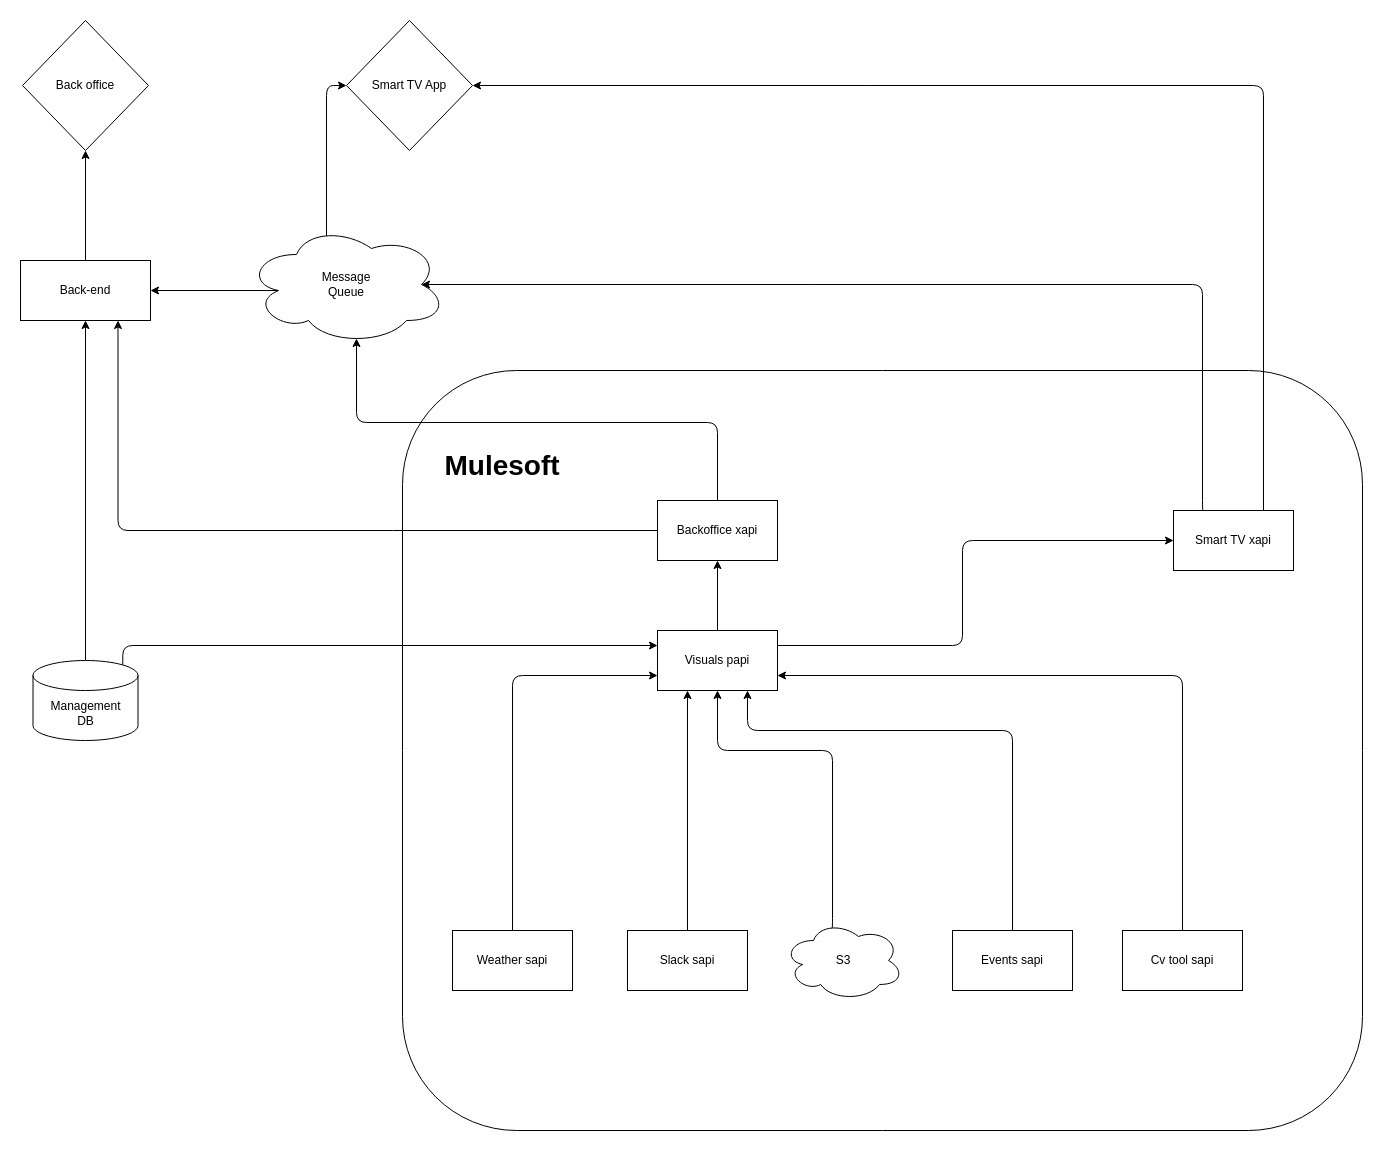 Back office
Smart TV App
Message
Queue
Back-end
Mulesoft
Backoffice xapi
Smart TV xapi
Visuals papi
Management
DB
Weather sapi
Slack sapi
S3
Events sapi
Cv tool sapi